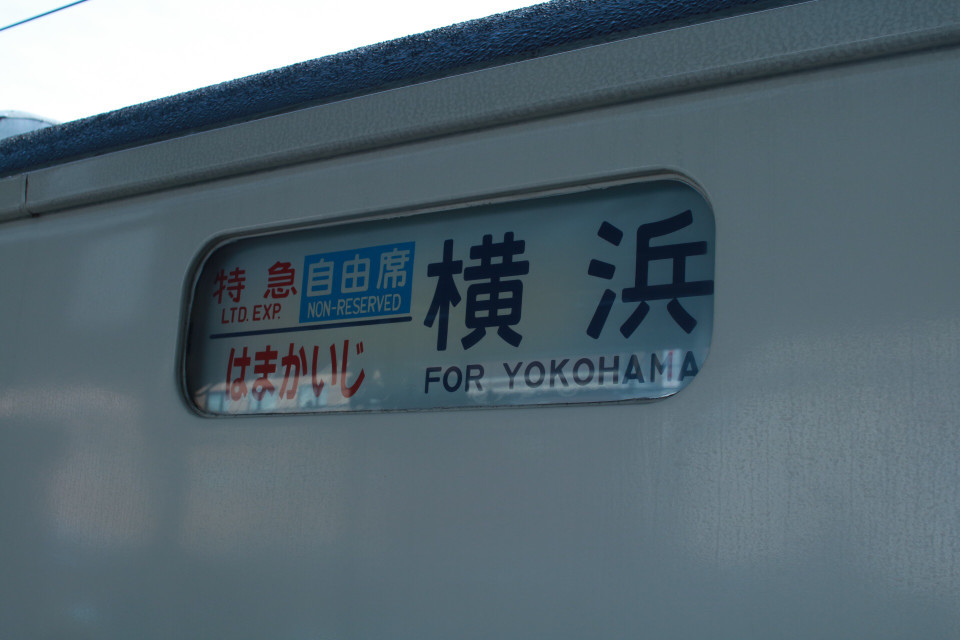 特急 自由席
LTD. EXP. NON-RESERVED
はまかいじ
横浜
FOR YOKOHAMA